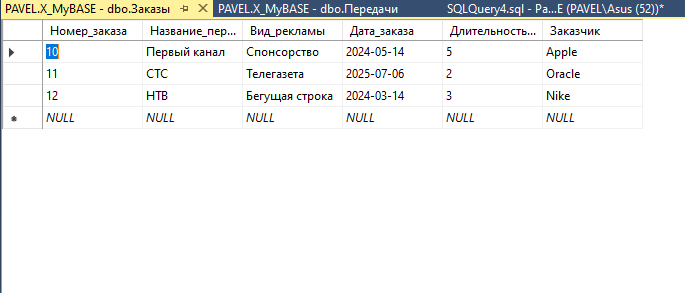 PAVEL.X_MyBASE - dbo.Заказы PAVEL.X_MyBASE - dbo.Передачи SQLQuery4.sql - Pa...E (PAVEL\Asus (52))*
Номер_заказа Название_пер... Вид_рекламы Дата_заказа Длительность... Заказчик
10 Первый канал Спонсорство 2024-05-14 5 Apple
11 СТС Телегазета 2025-07-06 2 Oracle
12 НТВ Бегущая строка 2024-03-14 3 Nike
NULL NULL NULL NULL NULL NULL